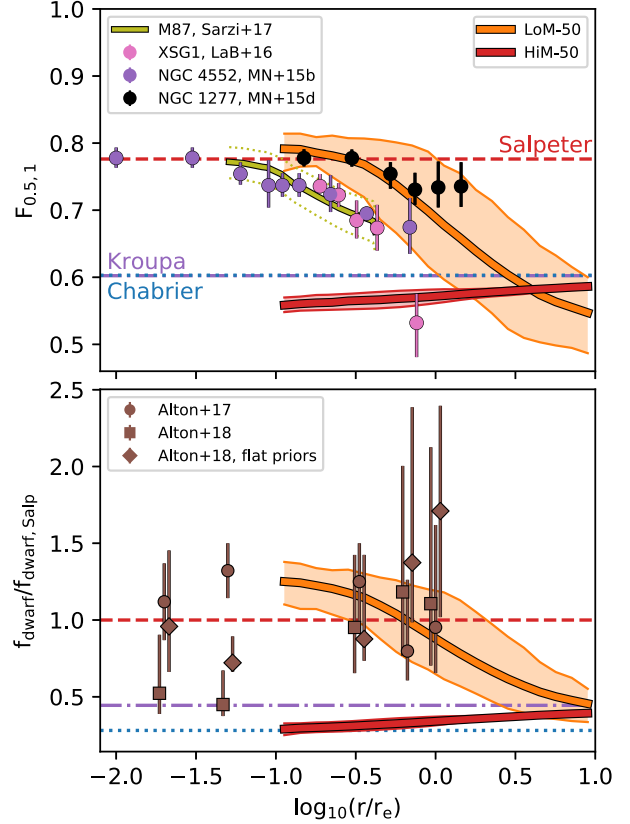 1.0
0.9
0.8
0.7
0.6
0.5
F0.5, 1
M87, Sarzi+17
XSG1, LaB+16
NGC 4552, MN+15b
NGC 1277, MN+15d
LoM-50
HiM-50
Salpeter
Kroupa
Chabrier
2.5
2.0
1.5
1.0
0.5
fdwarf/fdwarf, Salp
Alton+17
Alton+18
Alton+18, flat priors
−2.0 −1.5 −1.0 −0.5 0.0 0.5 1.0
log10(r/re)